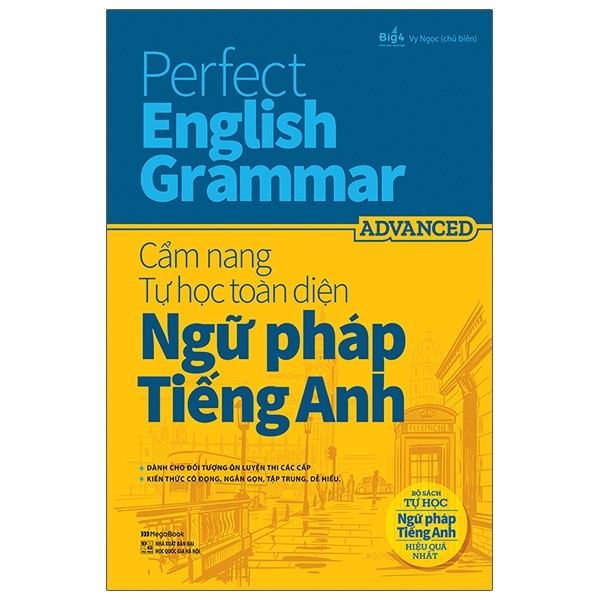 Big4 Vy Ngọc (chủ biên)
Perfect
English
Grammar
ADVANCED
Cẩm nang
Tự học toàn diện
Ngữ pháp
Tiếng Anh
DÀNH CHO ĐỐI TƯỢNG ÔN LUYỆN THI CÁC CẤP
KIẾN THỨC CÔ ĐỌNG, NGẮN GỌN, TẬP TRUNG, DỄ HIỂU.
TELEPHONE
BỘ SÁCH
TỰ HỌC
Ngữ pháp
Tiếng Anh
HIỆU QUẢ
NHẤT
MegaBook
NHÀ XUẤT BẢN ĐẠI
HỌC QUỐC GIA HÀ NỘI